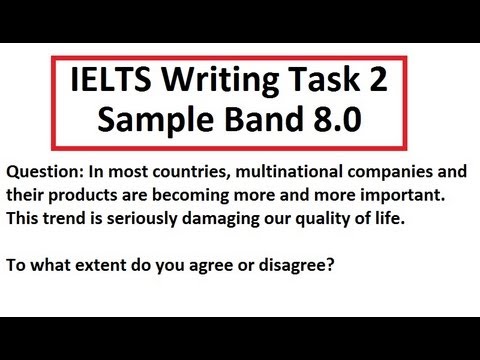 IELTS Writing Task 2
Sample Band 8.0
Question: In most countries, multinational companies and
their products are becoming more and more important.
This trend is seriously damaging our quality of life.
To what extent do you agree or disagree?